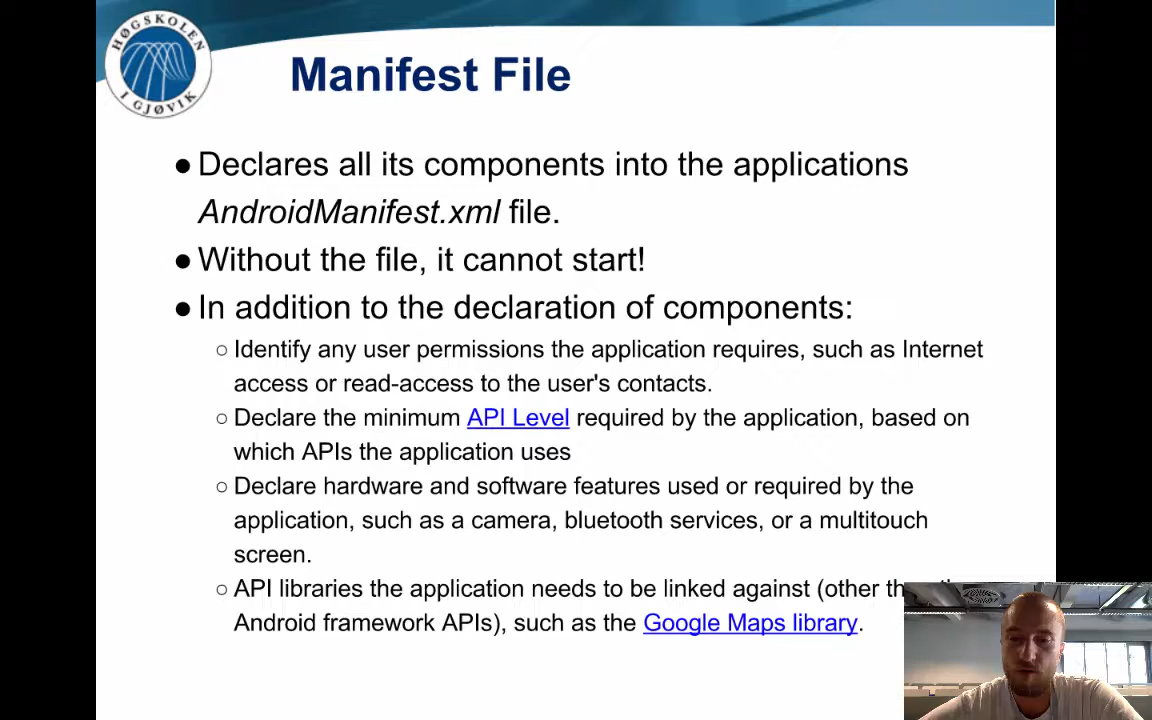 HØGSKOLEN
I GJØVIK
Manifest File
● Declares all its components into the applications
AndroidManifest.xml file.
● Without the file, it cannot start!
● In addition to the declaration of components:
○ Identify any user permissions the application requires, such as Internet
access or read-access to the user's contacts.
○ Declare the minimum API Level required by the application, based on
which APIs the application uses
○ Declare hardware and software features used or required by the
application, such as a camera, bluetooth services, or a multitouch
screen.
○ API libraries the application needs to be linked against (other
Android framework APIs), such as the Google Maps library.